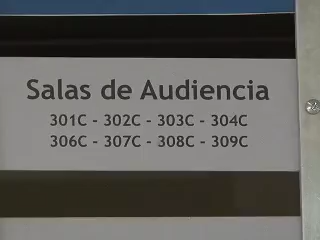 Salas de Audiencia
301C - 302C - 303C - 304C
306C - 307C - 308C - 309C